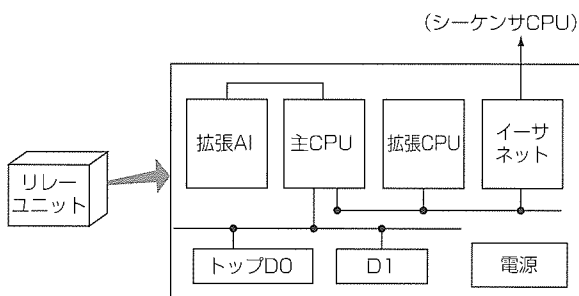 (シーケンサCPU)
拡張AI
主CPU
拡張CPU
イーサ
ネット
リレー
ユニット
トップD0
D1
電源